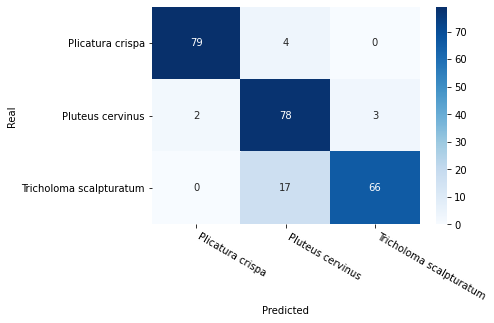 Real
Plicatura crispa
79 4 0
Pluteus cervinus
2 78 3
Tricholoma scalpturatum
0 17 66
Plicatura crispa
Pluteus cervinus
Tricholoma scalpturatum
Predicted
70
60
50
40
30
20
10
0